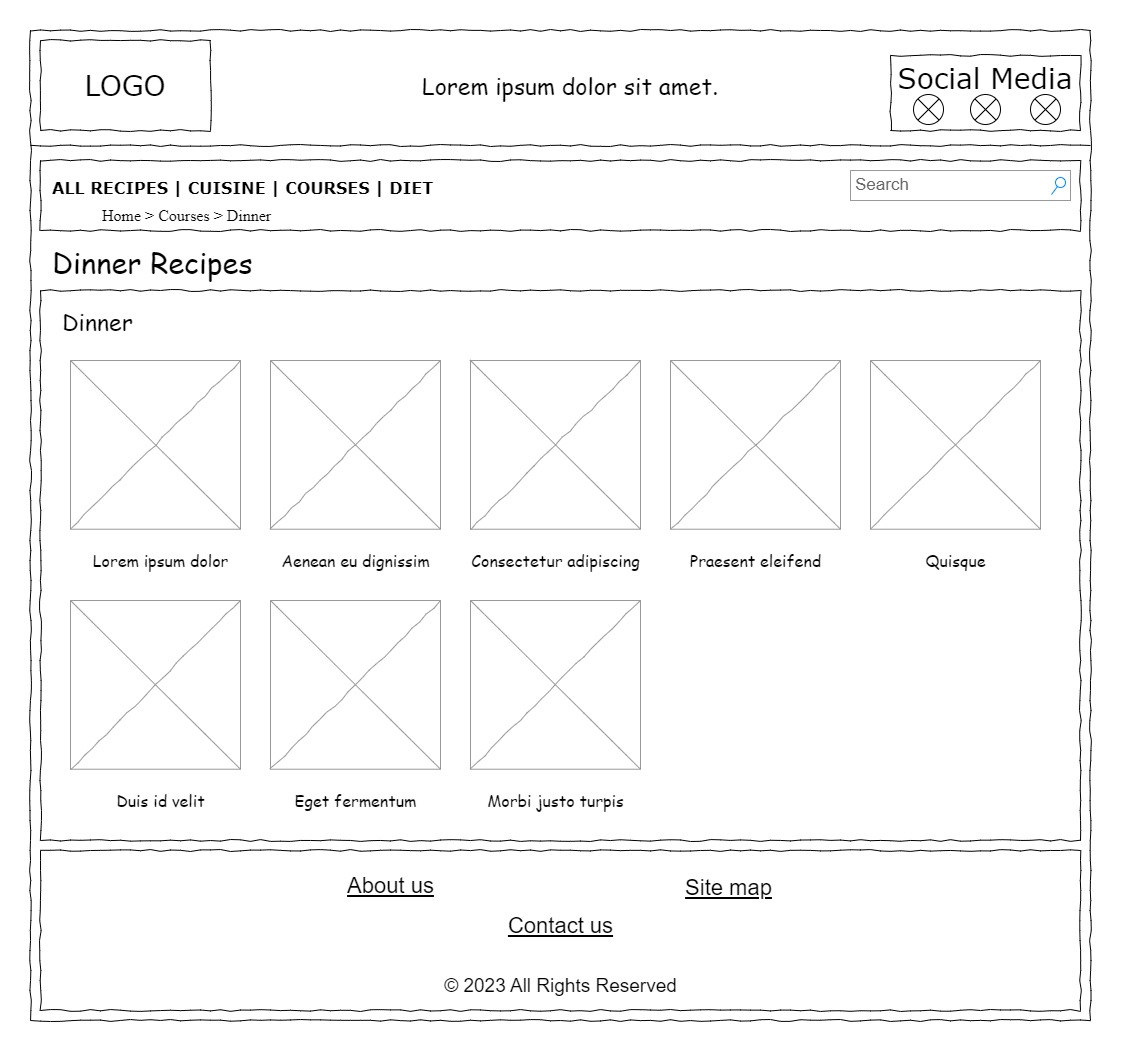 LOGO
Lorem ipsum dolor sit amet.
Social Media
ALL RECIPES | CUISINE | COURSES | DIET
Search
Home > Courses > Dinner
Dinner Recipes
Dinner
Lorem ipsum dolor
Aenean eu dignissim
Consectetur adipiscing
Praesent eleifend
Quisque
Duis id velit
Eget fermentum
Morbi justo turpis
About us
Site map
Contact us
© 2023 All Rights Reserved